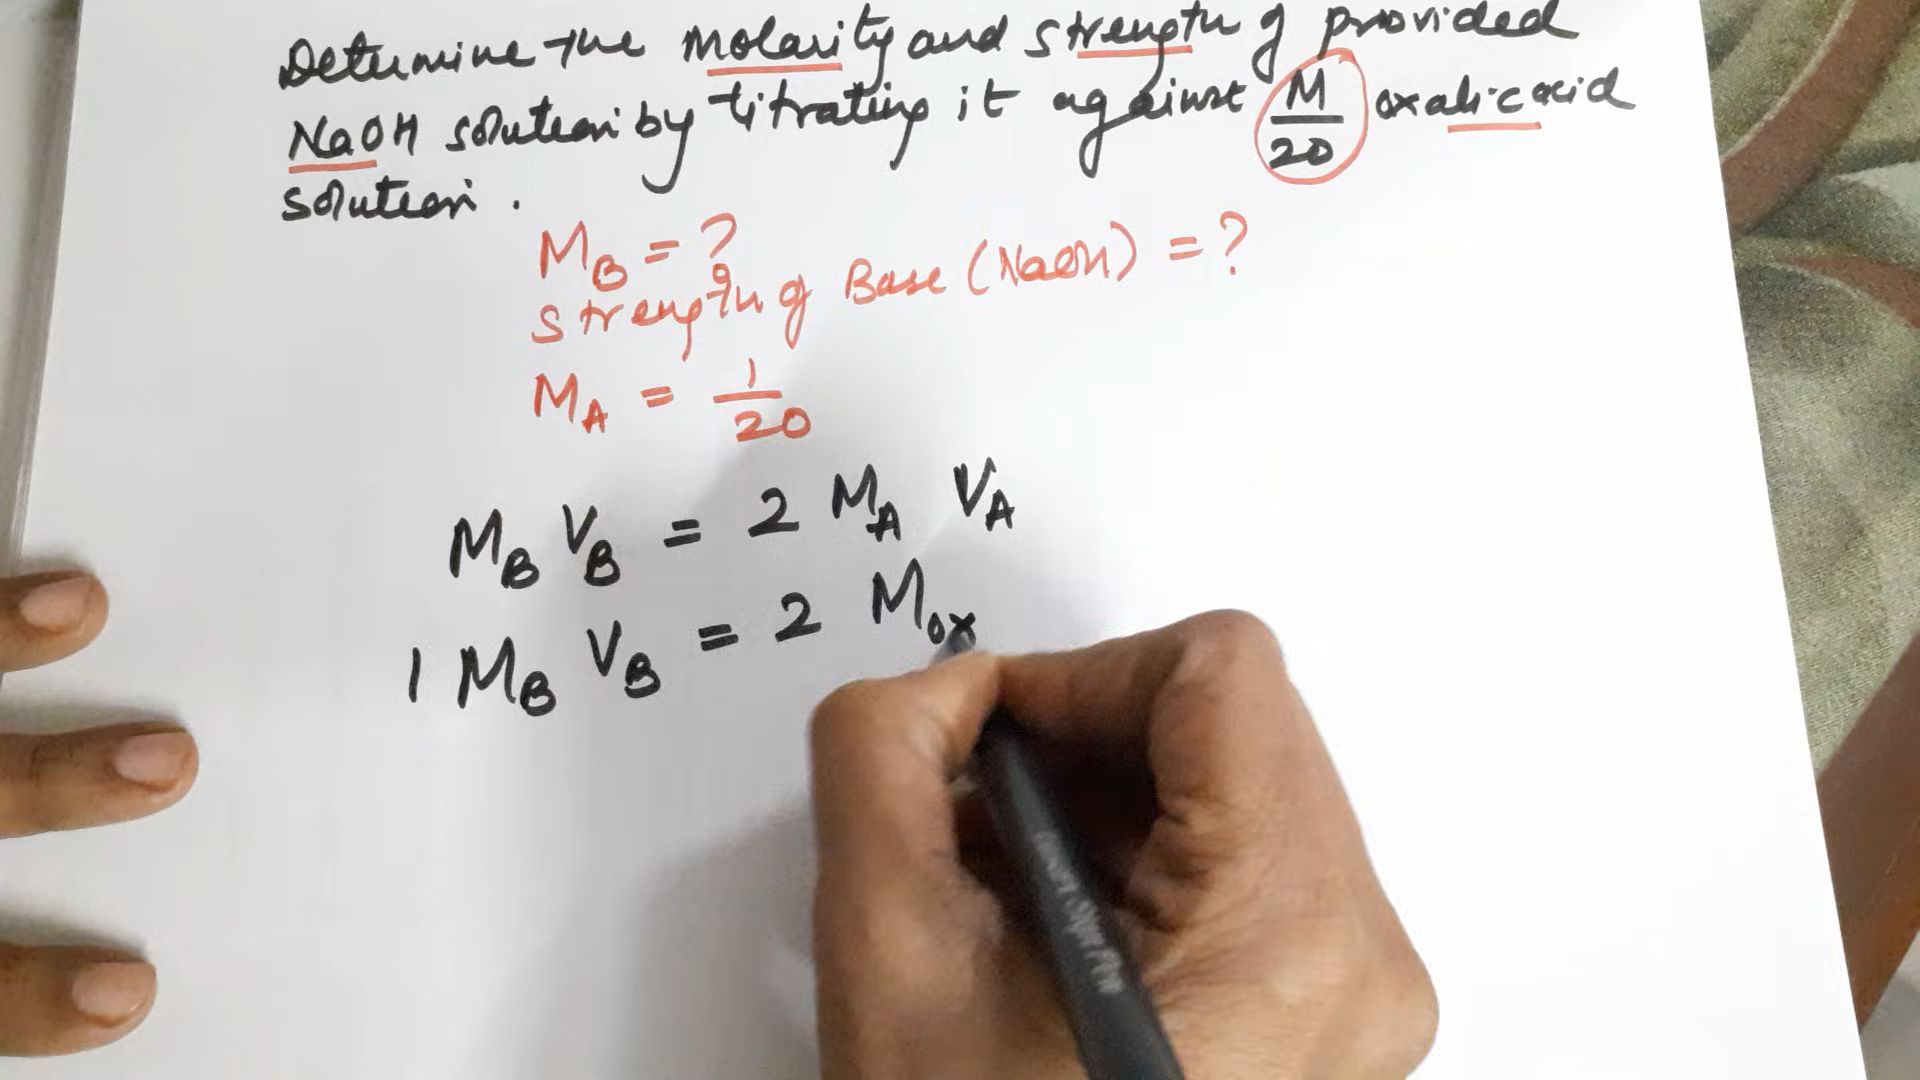 Determine the Molarity and strength of provided
NaOH solution by titrating it against M/20 oxalic acid
solution.
MB = ?
Strength of Base (NaOH) = ?
MA = 1/20
MB VB = 2 MA VA
1 MB VB = 2 Mox